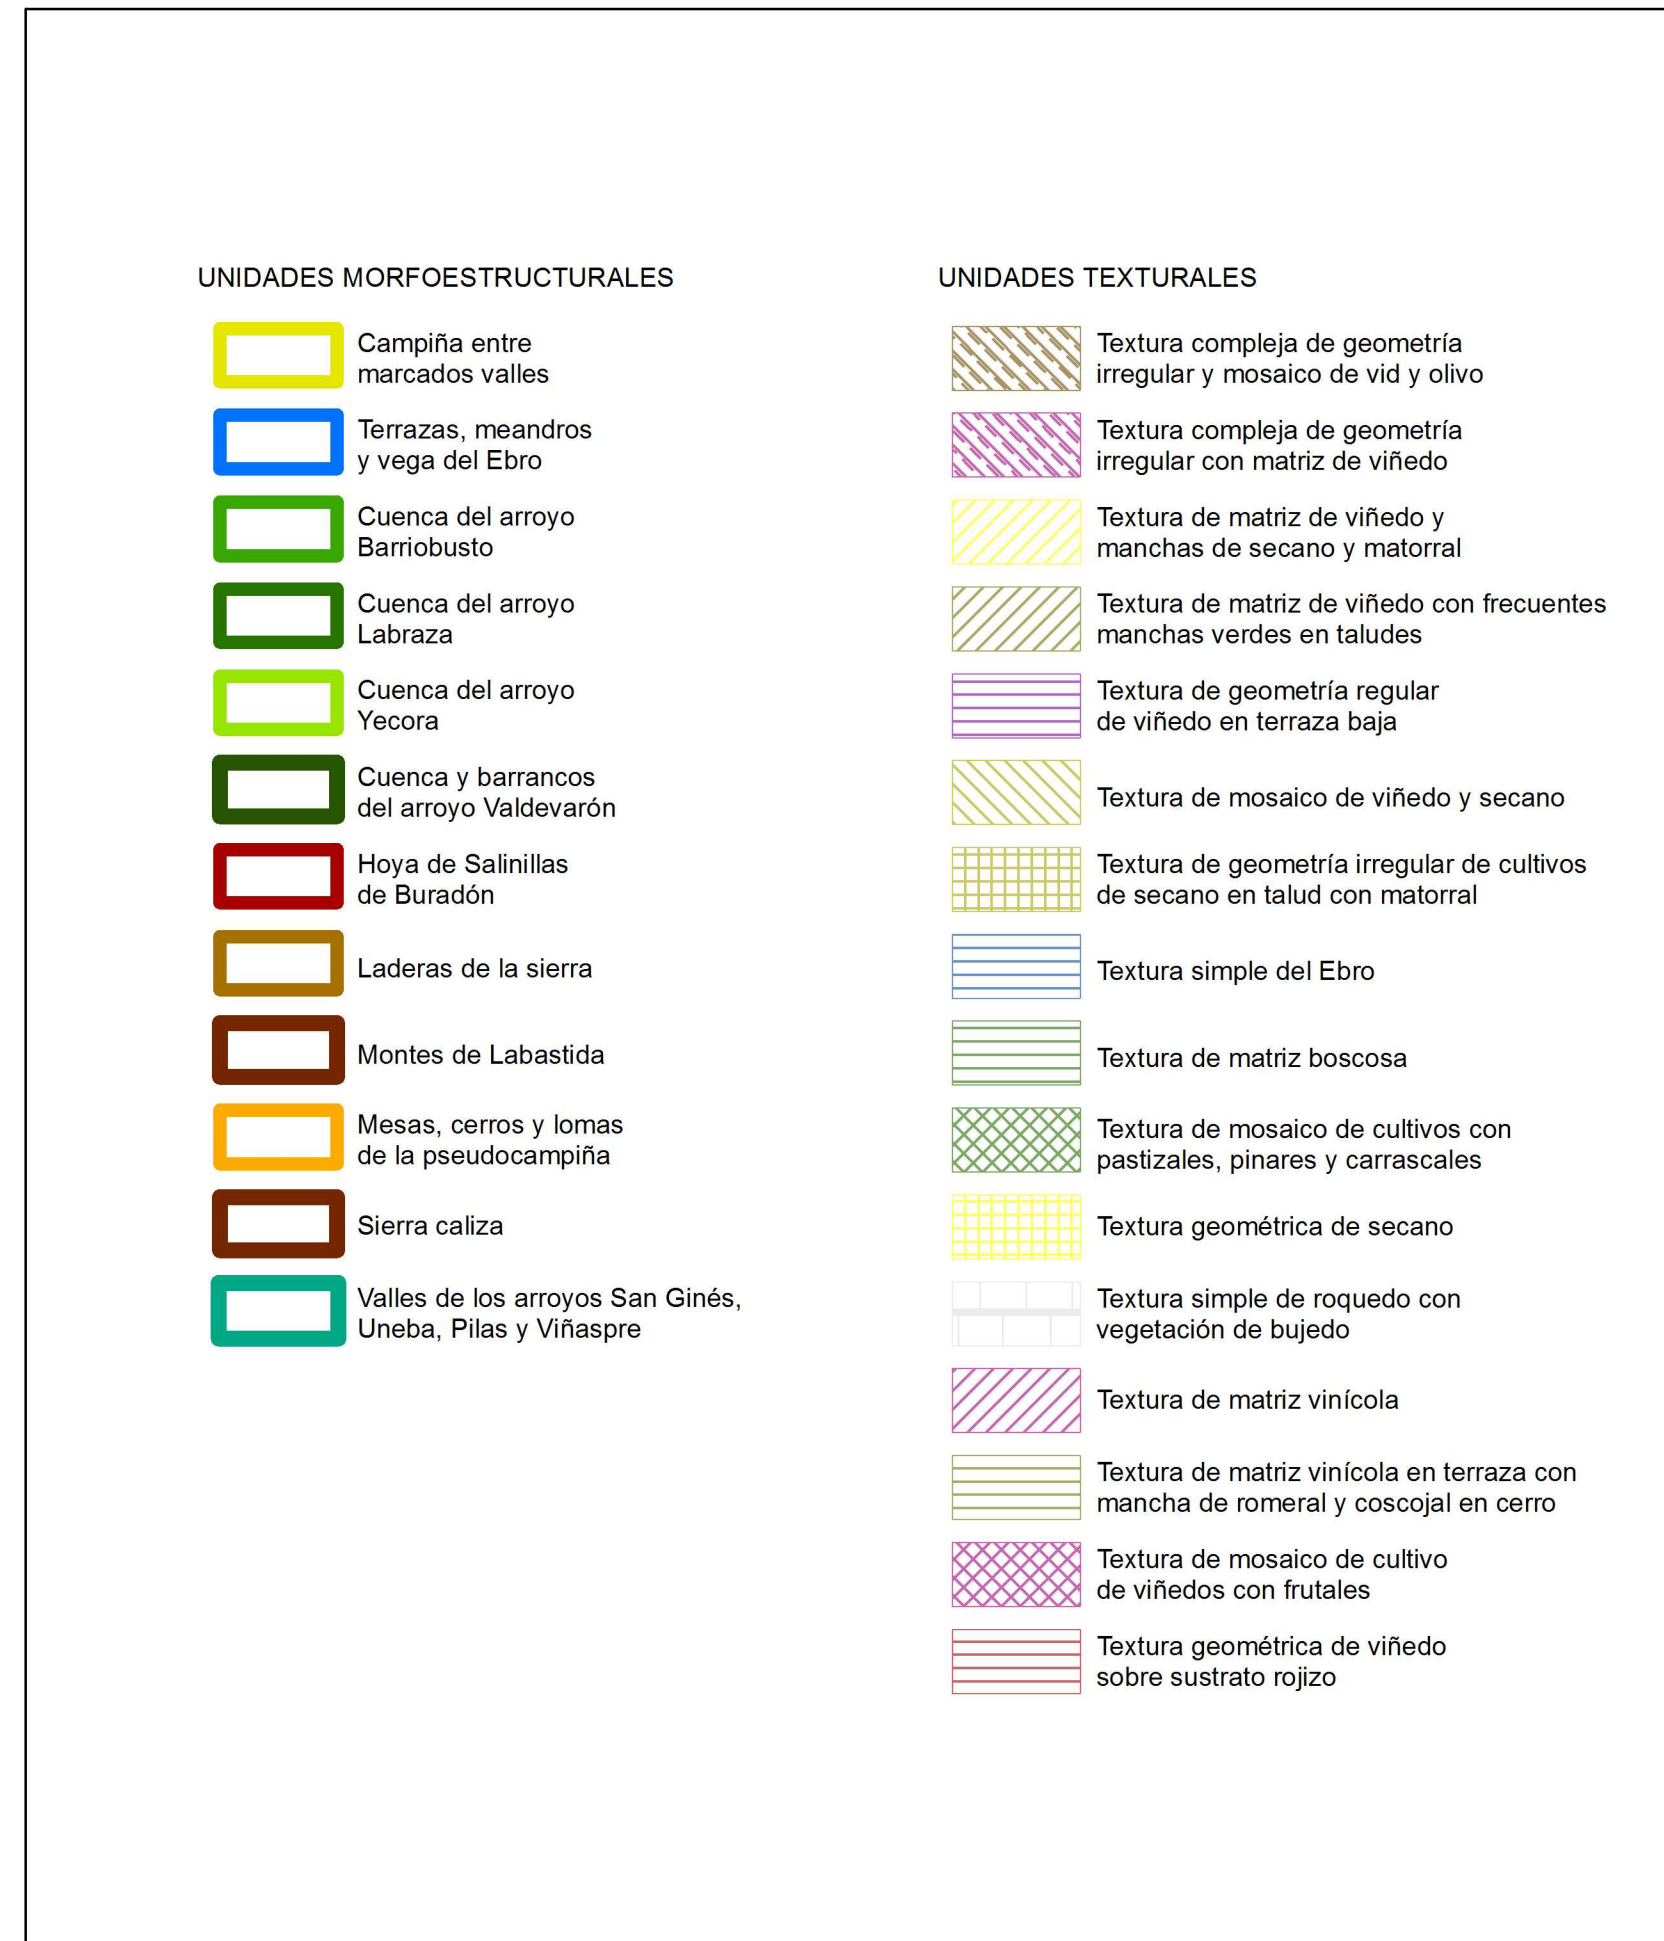 UNIDADES MORFOESTRUCTURALES
Campiña entre
marcados valles
Terrazas, meandros
y vega del Ebro
Cuenca del arroyo
Barriobusto
Cuenca del arroyo
Labraza
Cuenca del arroyo
Yecora
Cuenca y barrancos
del arroyo Valdevarón
Hoya de Salinillas
de Buradón
Laderas de la sierra
Montes de Labastida
Mesas, cerros y lomas
de la pseudocampiña
Sierra caliza
Valles de los arroyos San Ginés,
Uneba, Pilas y Viñaspre
UNIDADES TEXTURALES
Textura compleja de geometría
irregular y mosaico de vid y olivo
Textura compleja de geometría
irregular con matriz de viñedo
Textura de matriz de viñedo y
manchas de secano y matorral
Textura de matriz de viñedo con frecuentes
manchas verdes en taludes
Textura de geometría regular
de viñedo en terraza baja
Textura de mosaico de viñedo y secano
Textura de geometría irregular de cultivos
de secano en talud con matorral
Textura simple del Ebro
Textura de matriz boscosa
Textura de mosaico de cultivos con
pastizales, pinares y carrascales
Textura geométrica de secano
Textura simple de roquedo con
vegetación de bujedo
Textura de matriz vinícola
Textura de matriz vinícola en terraza con
mancha de romeral y coscojal en cerro
Textura de mosaico de cultivo
de viñedos con frutales
Textura geométrica de viñedo
sobre sustrato rojizo